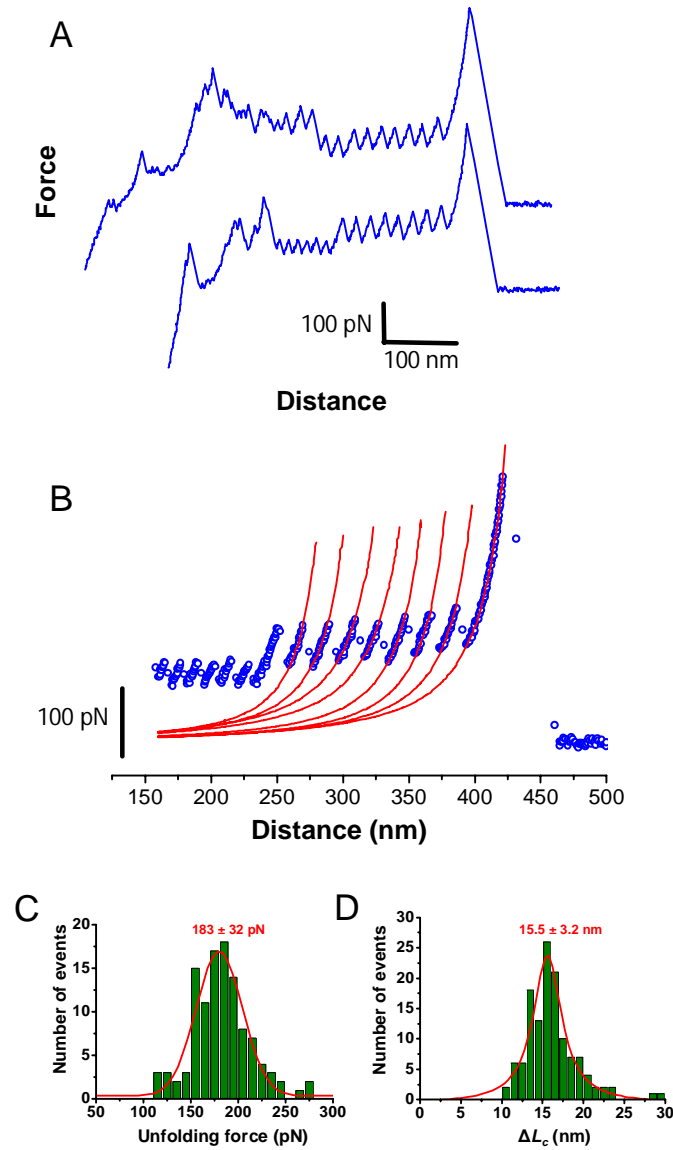 A
Force
100 pN
100 nm
Distance
B
100 pN
150 200 250 300 350 400 450 500
Distance (nm)
C
183 ± 32 pN
Number of events
20
15
10
5
0
50 100 150 200 250 300
Unfolding force (pN)
D
15.5 ± 3.2 nm
Number of events
30
25
20
15
10
5
0
0 5 10 15 20 25 30
ΔLc (nm)